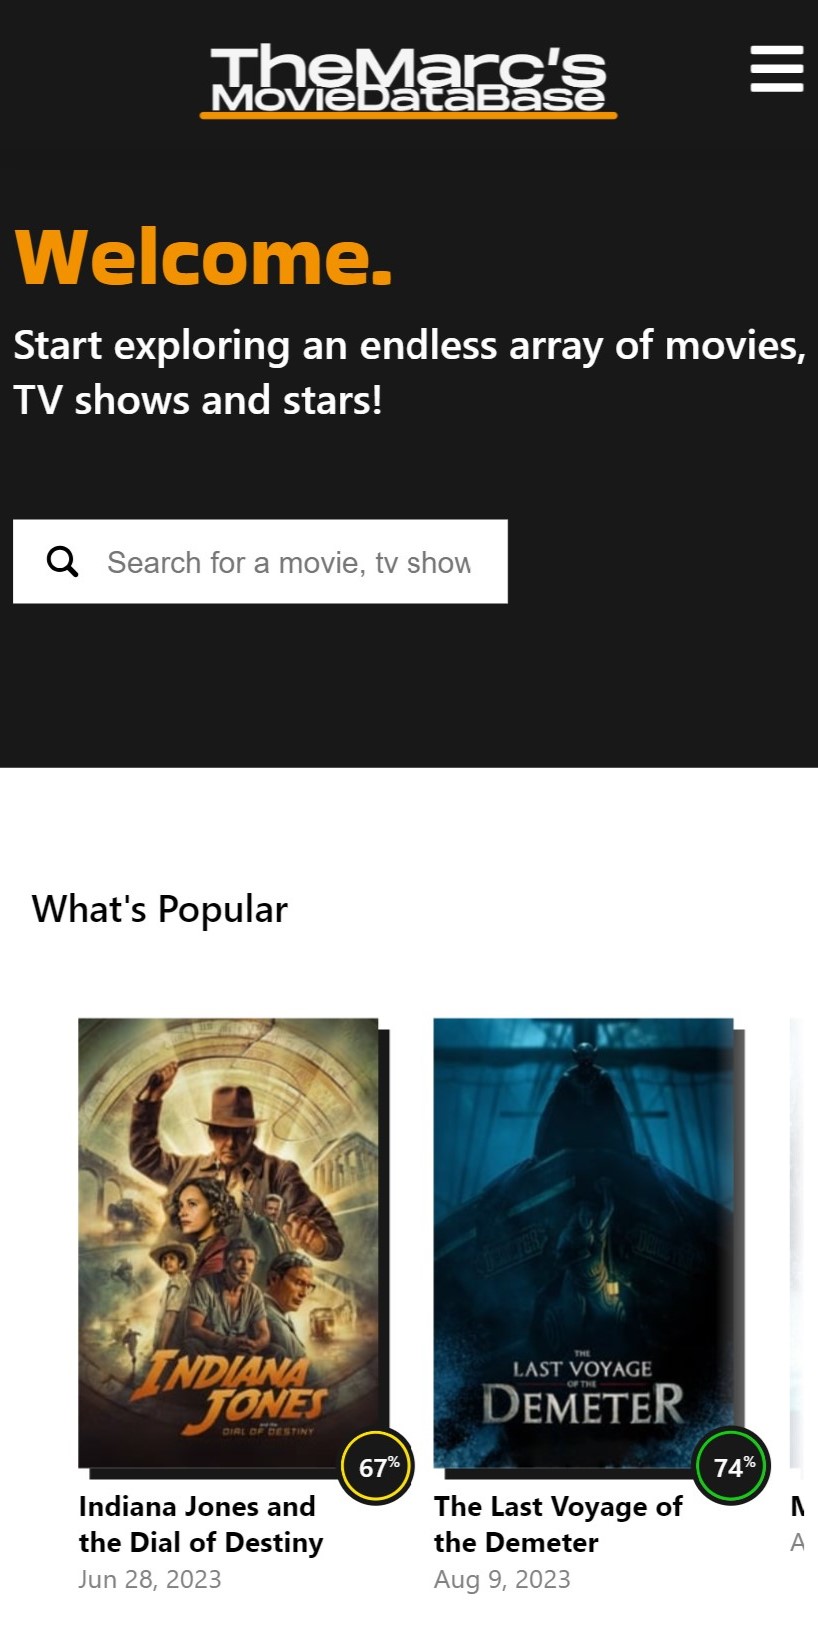 TheMarc's
MovieDataBase
Welcome.
Start exploring an endless array of movies,
TV shows and stars!
Search for a movie, tv show
What's Popular
INDIANA
JONES
AND THE
DIAL OF DESTINY
THE
LAST VOYAGE
OF THE
DEMETER
67%
74%
Indiana Jones and
the Dial of Destiny
Jun 28, 2023
The Last Voyage of
the Demeter
Aug 9, 2023
M
A